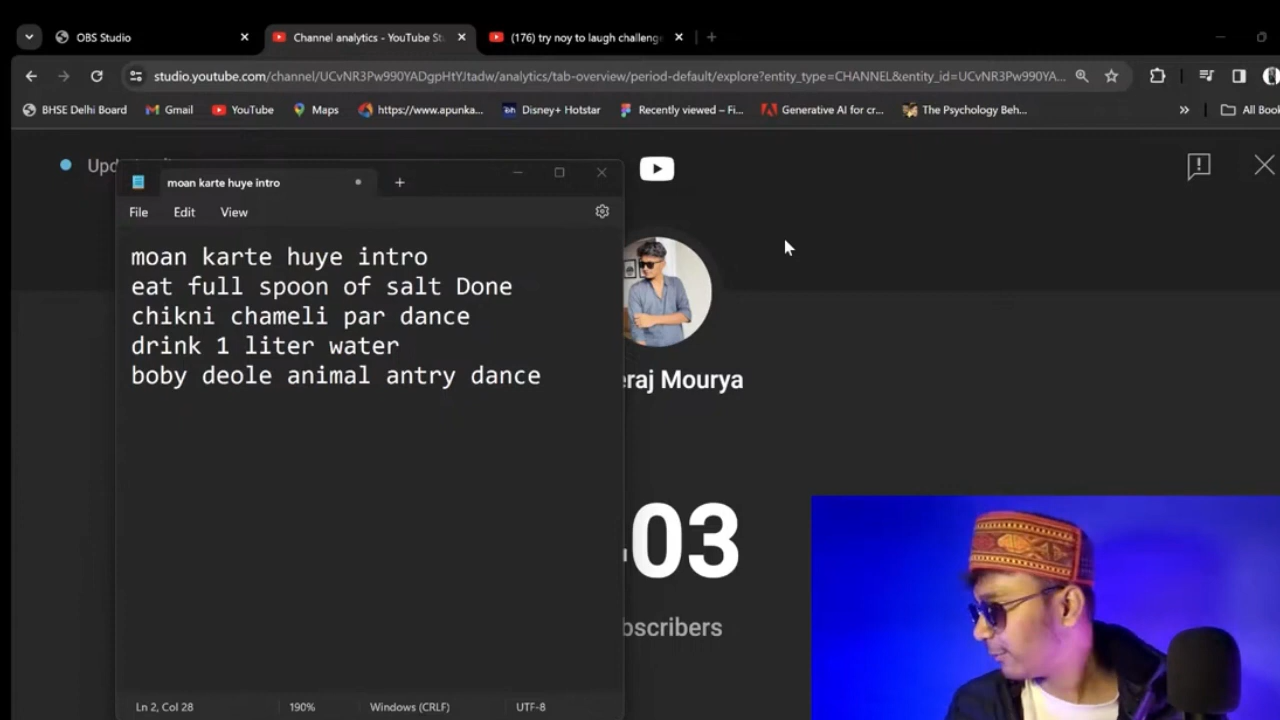 OBS Studio
Channel analytics - YouTube St
(176) try noy to laugh challeng
studio.youtube.com/channel/UCvNR3Pw990YADgpHtYJtadw/analytics/tab-overview/period-default/explore?entity_type=CHANNEL&entity_id=UCvNR3Pw990YA...
BHSE Delhi Board
Gmail
YouTube
Maps
https://www.apunka...
Disney+ Hotstar
Recently viewed – Fi...
Generative AI for cr...
The Psychology Beh...
»
All Book
moan karte huye intro
File Edit View
moan karte huye intro
eat full spoon of salt Done
chikni chameli par dance
drink 1 liter water
boby deole animal antry dance
eraj Mourya
403
bscribers
Ln 2, Col 28
190%
Windows (CRLF)
UTF-8